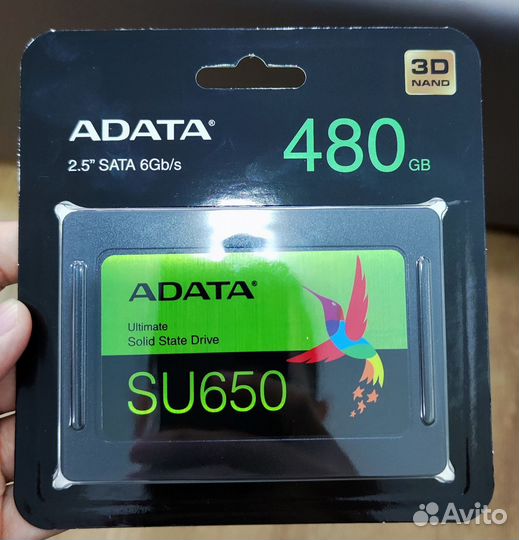 3D
NAND
ADATA®
480 GB
2.5" SATA 6Gb/s
ADATA®
Ultimate
Solid State Drive
SU650
Avito